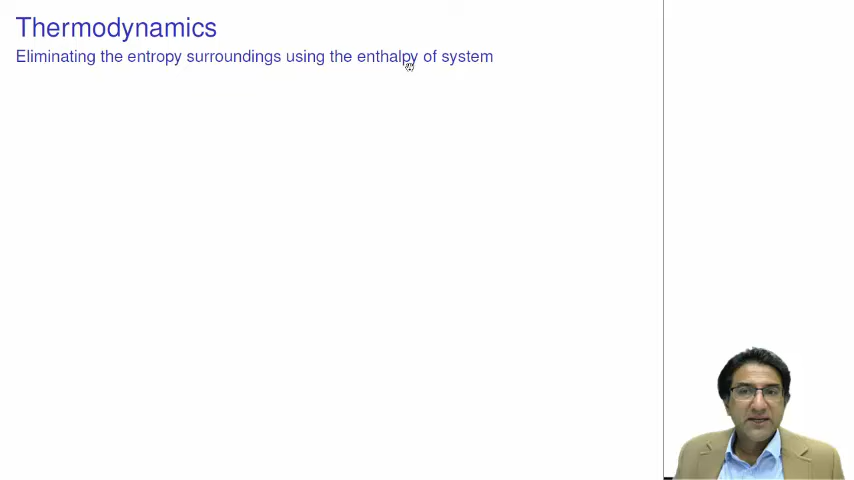 Thermodynamics
Eliminating the entropy surroundings using the enthalpy of system